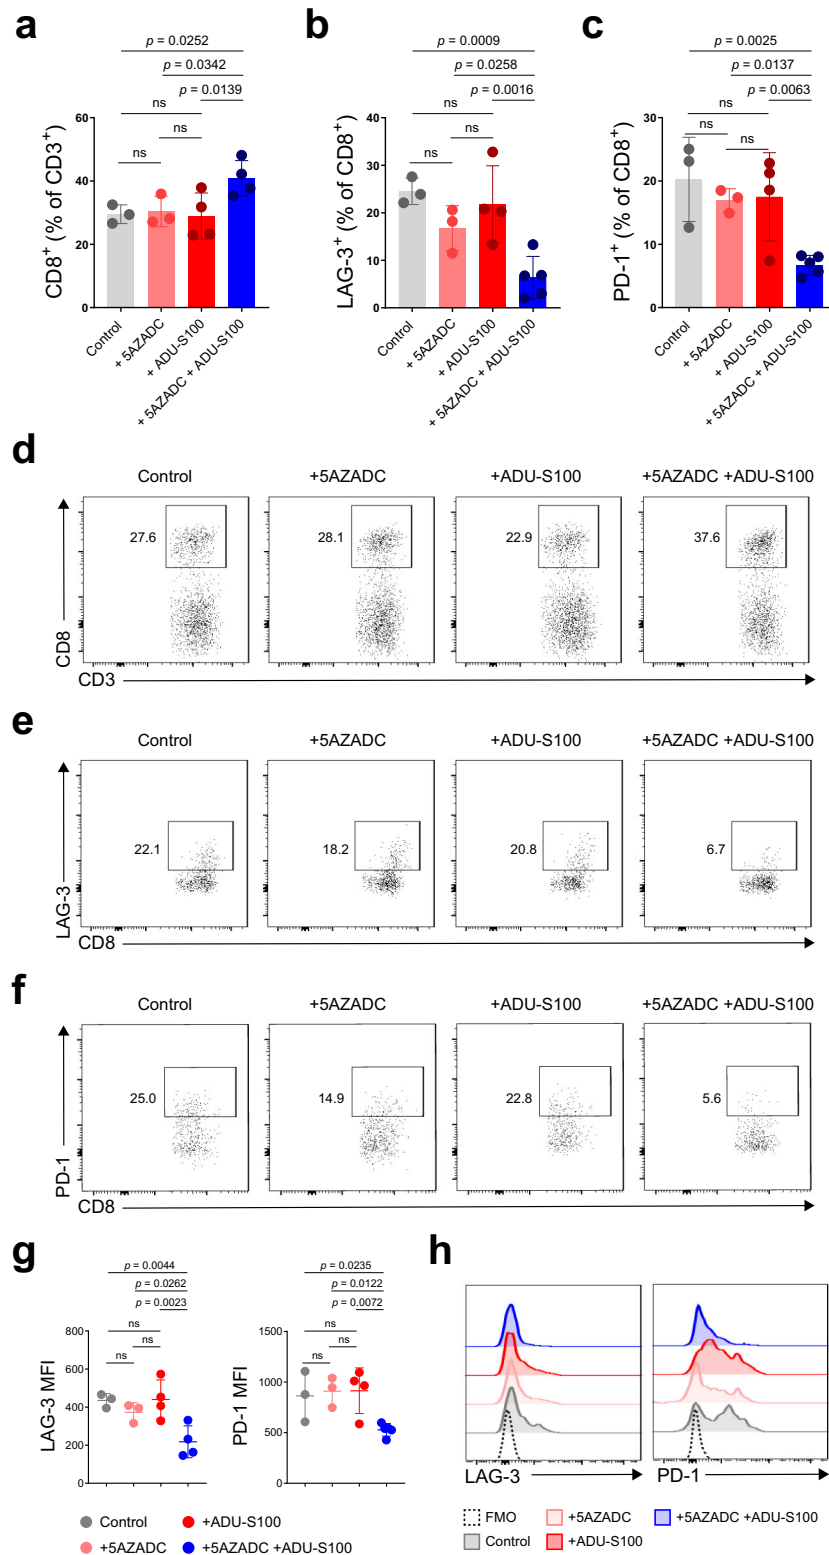 a
p = 0.0252
p = 0.0342
p = 0.0139
ns
ns
ns
60
40
20
0
CD8+ (% of CD3+)
Control
+ 5AZADC
+ ADU-S100
+ 5AZADC + ADU-S100
b
p = 0.0009
p = 0.0258
p = 0.0016
ns
ns
ns
40
30
20
10
0
LAG-3+ (% of CD8+)
Control
+ 5AZADC
+ ADU-S100
+ 5AZADC + ADU-S100
c
p = 0.0025
p = 0.0137
p = 0.0063
ns
ns
ns
30
20
10
0
PD-1+ (% of CD8+)
Control
+ 5AZADC
+ ADU-S100
+ 5AZADC + ADU-S100
d
Control +5AZADC +ADU-S100 +5AZADC +ADU-S100
27.6 28.1 22.9 37.6
CD8
CD3
e
Control +5AZADC +ADU-S100 +5AZADC +ADU-S100
22.1 18.2 20.8 6.7
LAG-3
CD8
f
Control +5AZADC +ADU-S100 +5AZADC +ADU-S100
25.0 14.9 22.8 5.6
PD-1
CD8
g
p = 0.0044
p = 0.0262
p = 0.0023
ns
ns
ns
800
600
400
200
0
LAG-3 MFI
p = 0.0235
p = 0.0122
p = 0.0072
ns
ns
ns
1500
1000
500
0
PD-1 MFI
Control +ADU-S100
+5AZADC +5AZADC +ADU-S100
h
LAG-3 PD-1
FMO +5AZADC +5AZADC +ADU-S100
Control +ADU-S100